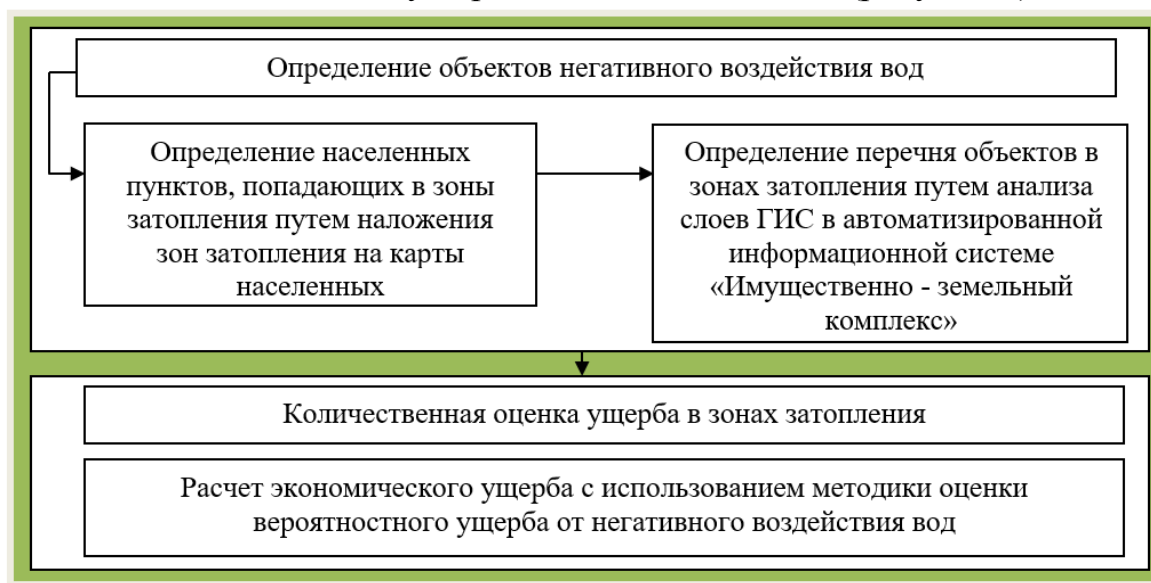 Определение объектов негативного воздействия вод
Определение населенных
пунктов, попадающих в зоны
затопления путем наложения
зон затопления на карты
населенных
Определение перечня объектов в
зонах затопления путем анализа
слоев ГИС в автоматизированной
информационной системе
«Имущественно - земельный
комплекс»
Количественная оценка ущерба в зонах затопления
Расчет экономического ущерба с использованием методики оценки
вероятностного ущерба от негативного воздействия вод